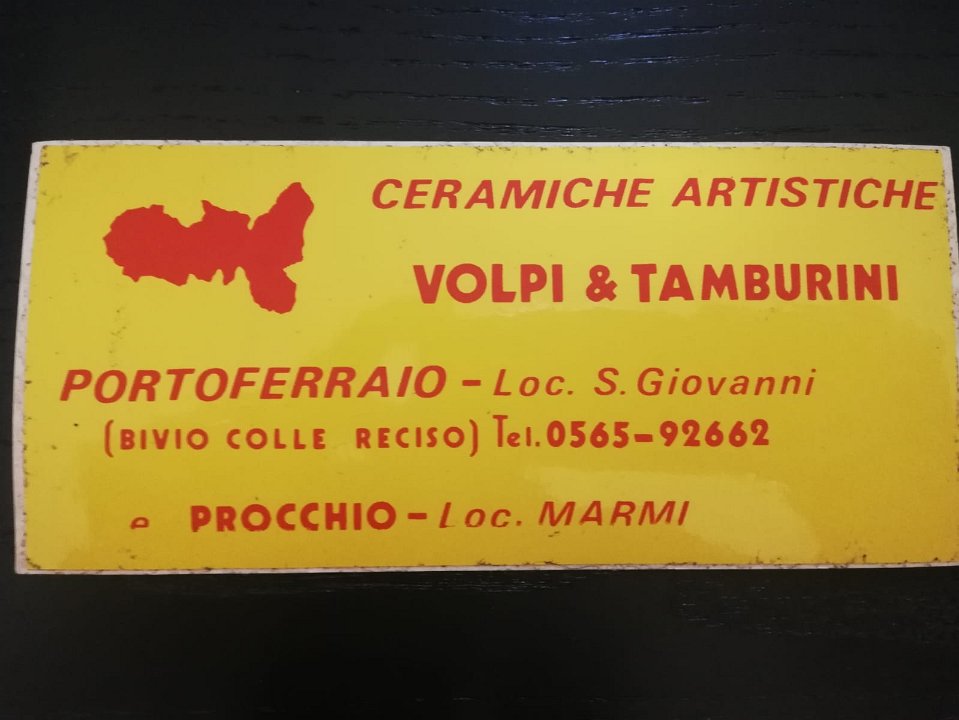 CERAMICHE ARTISTICHE
VOLPI & TAMBURINI
PORTOFERRAIO - Loc. S. Giovanni
(BIVIO COLLE RECISO) Tel. 0565-92662
e PROCCHIO - Loc. MARMI